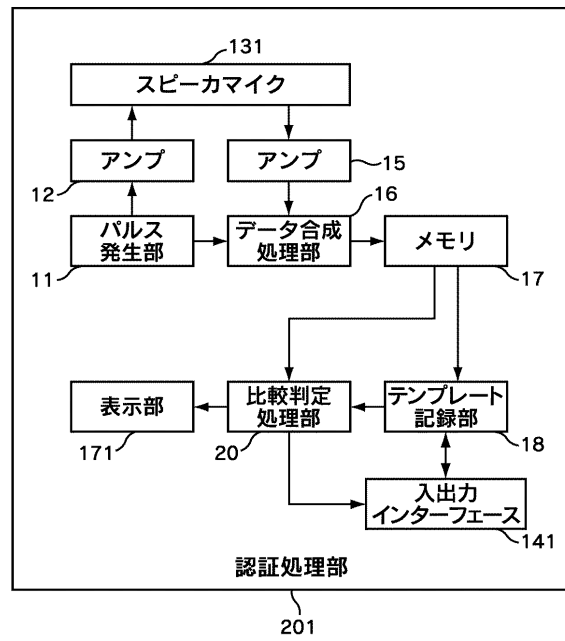 131
スピーカマイク
アンプ
アンプ
15
12
16
パルス
発生部
データ合成
処理部
メモリ
11
17
表示部
比較判定
処理部
テンプレート
記録部
171
20
18
入出力
インターフェース
141
認証処理部
201